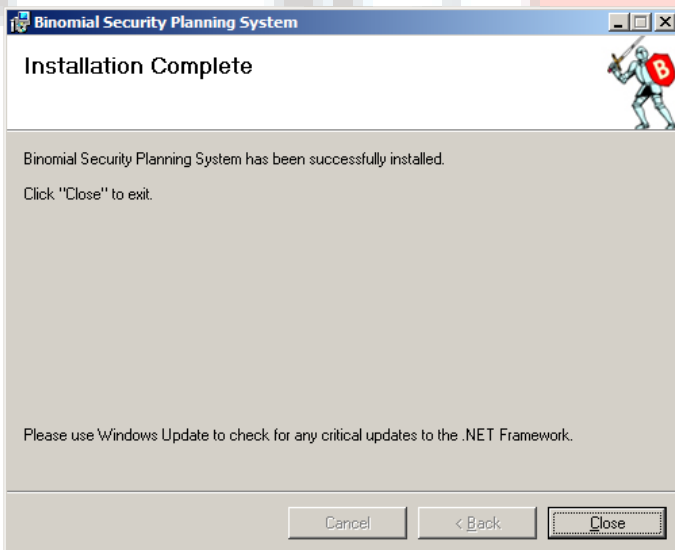 Binomial Security Planning System
Installation Complete
B
Binomial Security Planning System has been successfully installed.
Click "Close" to exit.
Please use Windows Update to check for any critical updates to the .NET Framework.
Cancel < Back Close